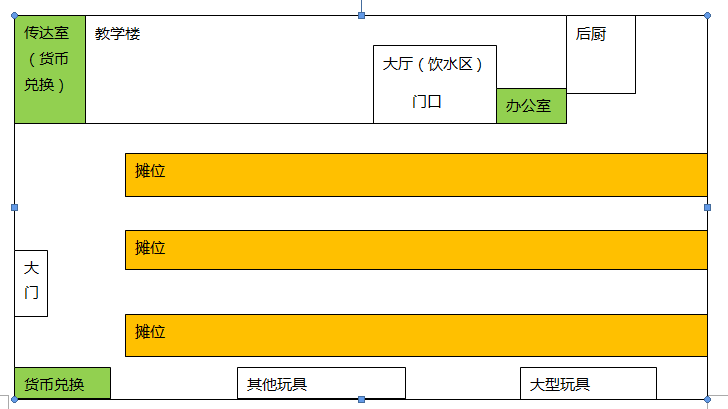 传达室
（货币
兑换）
教学楼
大厅（饮水区）
门口
办公室
后厨
摊位
摊位
大
门
摊位
货币兑换
其他玩具
大型玩具